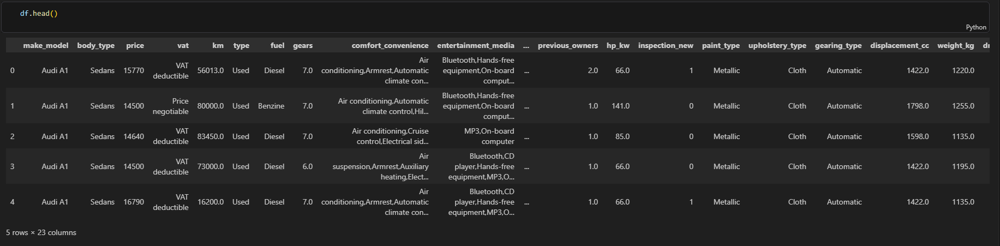 df.head()
Python
make_model body_type price vat km type fuel gears comfort_convenience entertainment_media ... previous_owners hp_kw inspection_new paint_type upholstery_type gearing_type displacement_cc weight_kg
0 Audi A1 Sedans 15770 VAT deductible 56013.0 Used Diesel 7.0 Air conditioning,Armrest,Automatic climate con... Bluetooth,Hands-free equipment,On-board comput... ... 2.0 66.0 1 Metallic Cloth Automatic 1422.0 1220.0
1 Audi A1 Sedans 14500 Price negotiable 80000.0 Used Benzine 7.0 Air conditioning,Automatic climate control,Hil... Bluetooth,Hands-free equipment,On-board comput... ... 1.0 141.0 0 Metallic Cloth Automatic 1798.0 1255.0
2 Audi A1 Sedans 14640 VAT deductible 83450.0 Used Diesel 7.0 Air conditioning,Cruise control,Electrical sid... MP3,On-board computer ... 1.0 85.0 0 Metallic Cloth Automatic 1598.0 1135.0
3 Audi A1 Sedans 14500 VAT deductible 73000.0 Used Diesel 6.0 Air suspension,Armrest,Auxiliary heating,Elect... Bluetooth,CD player,Hands-free equipment,MP3,O... ... 1.0 66.0 0 Metallic Cloth Automatic 1422.0 1195.0
4 Audi A1 Sedans 16790 VAT deductible 16200.0 Used Diesel 7.0 Air conditioning,Armrest,Automatic climate con... Bluetooth,CD player,Hands-free equipment,MP3,O... ... 1.0 66.0 1 Metallic Cloth Automatic 1422.0 1135.0
5 rows × 23 columns